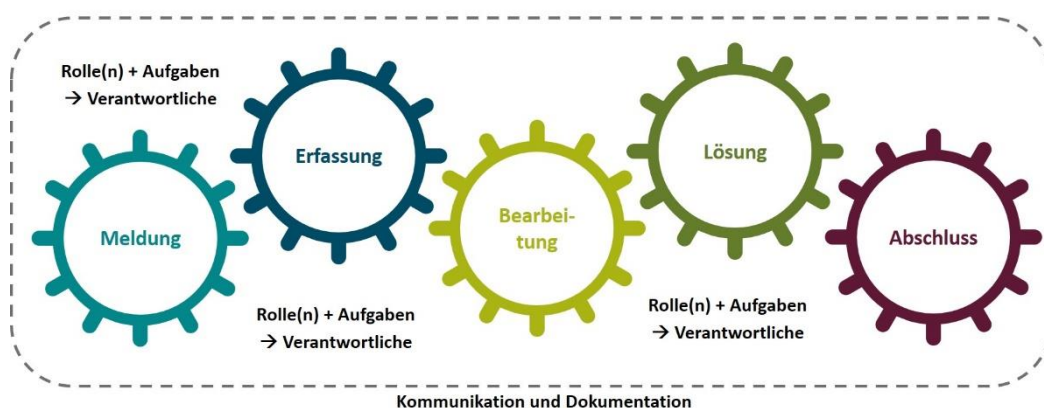 Rolle(n) + Aufgaben
→ Verantwortliche
Meldung
Erfassung
Bearbei-
tung
Lösung
Abschluss
Rolle(n) + Aufgaben
→ Verantwortliche
Rolle(n) + Aufgaben
→ Verantwortliche
Kommunikation und Dokumentation